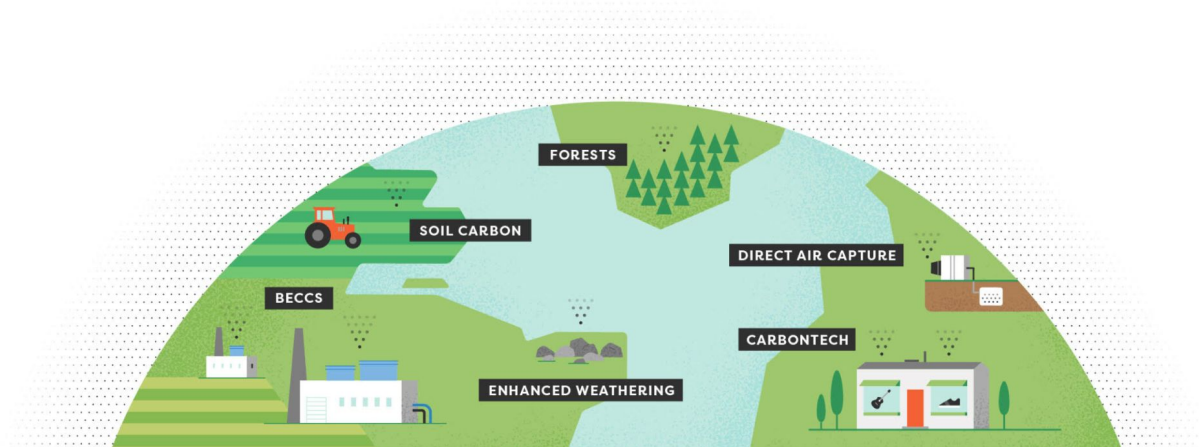 FORESTS
SOIL CARBON
DIRECT AIR CAPTURE
BECCS
CARBONTECH
ENHANCED WEATHERING